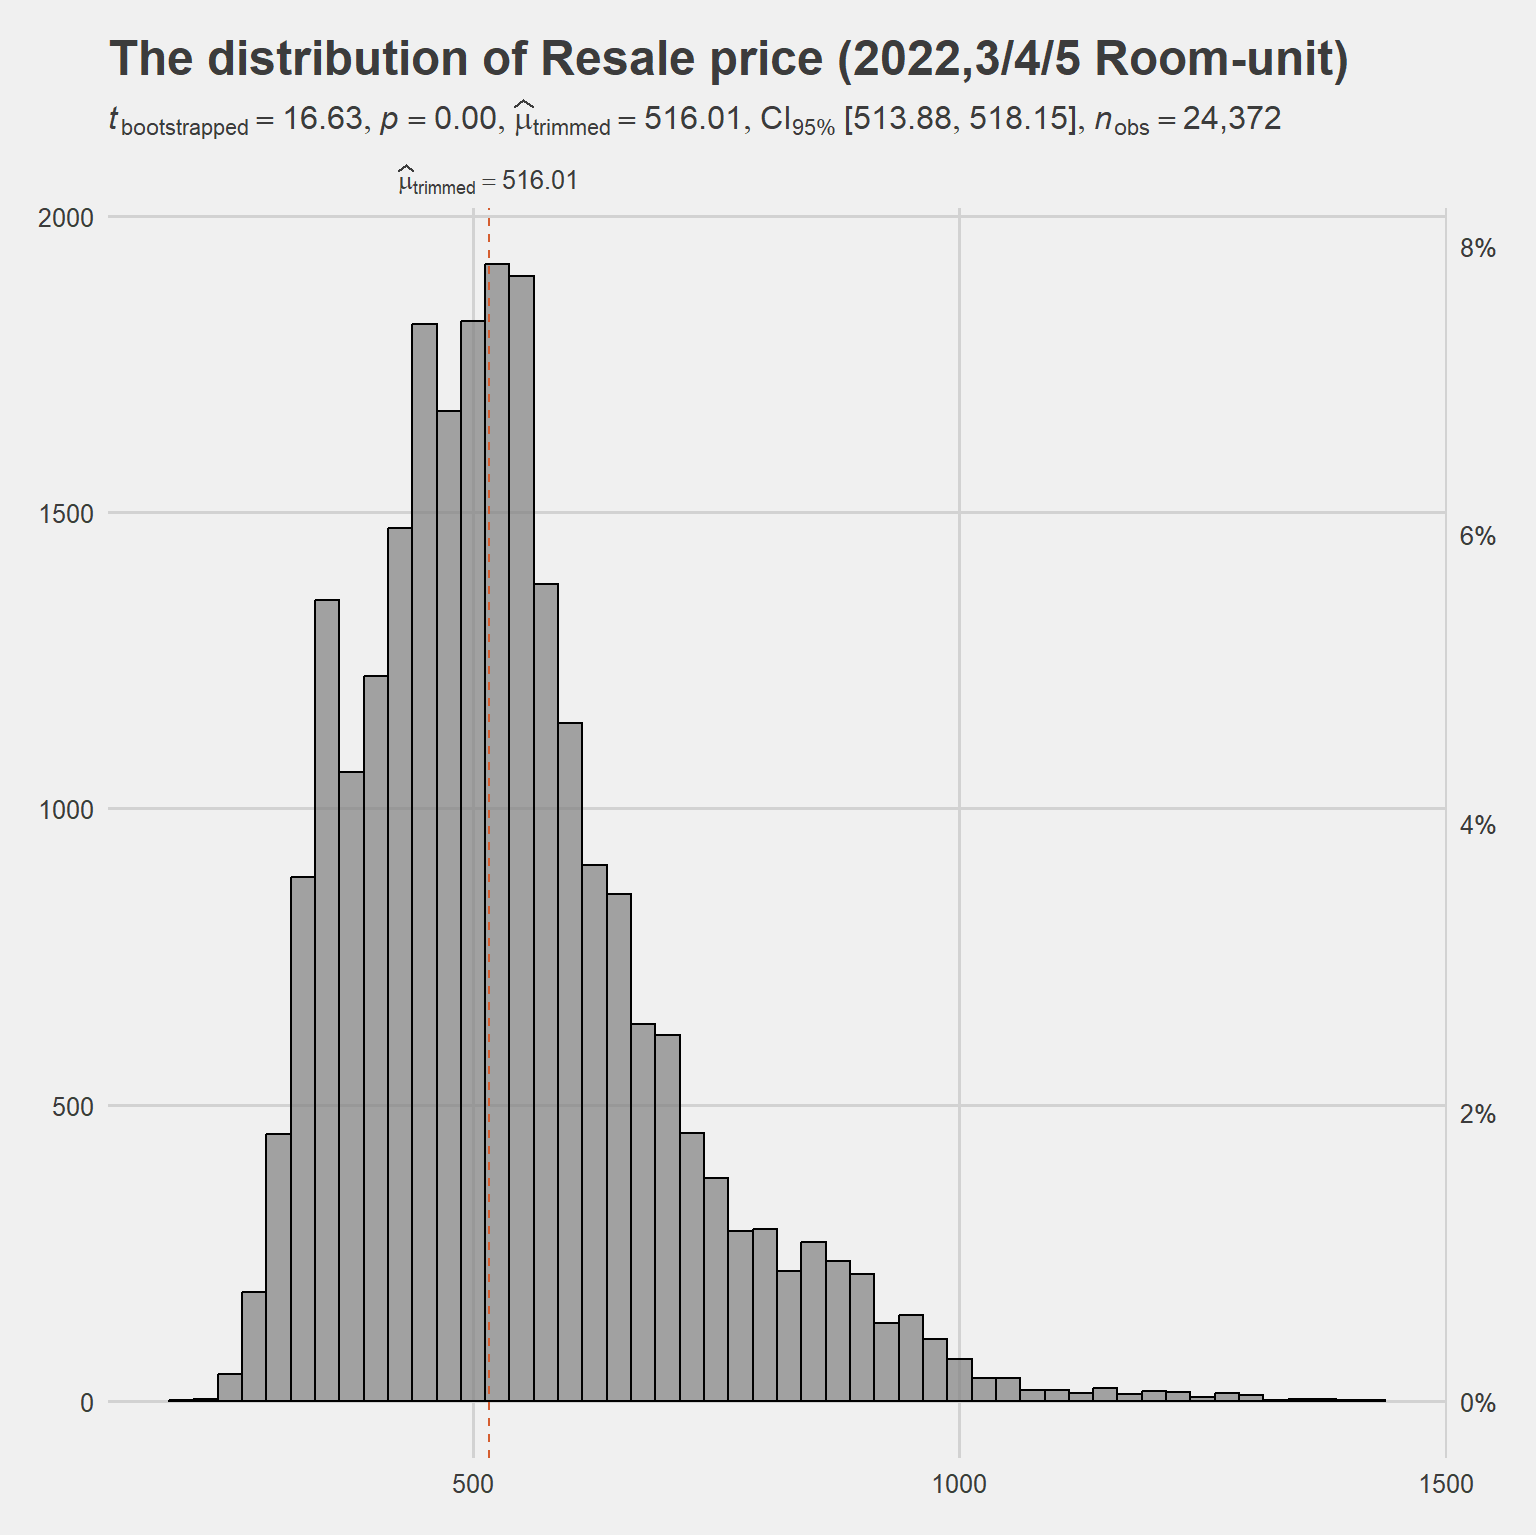 The distribution of Resale price (2022,3/4/5 Room-unit)
t bootstrapped = 16.63, p = 0.00, μ̂ trimmed = 516.01, CI95% [513.88, 518.15], n obs = 24,372
μ̂ trimmed = 516.01
2000
8%
1500
6%
1000
4%
500
2%
0
0%
500 1000 1500